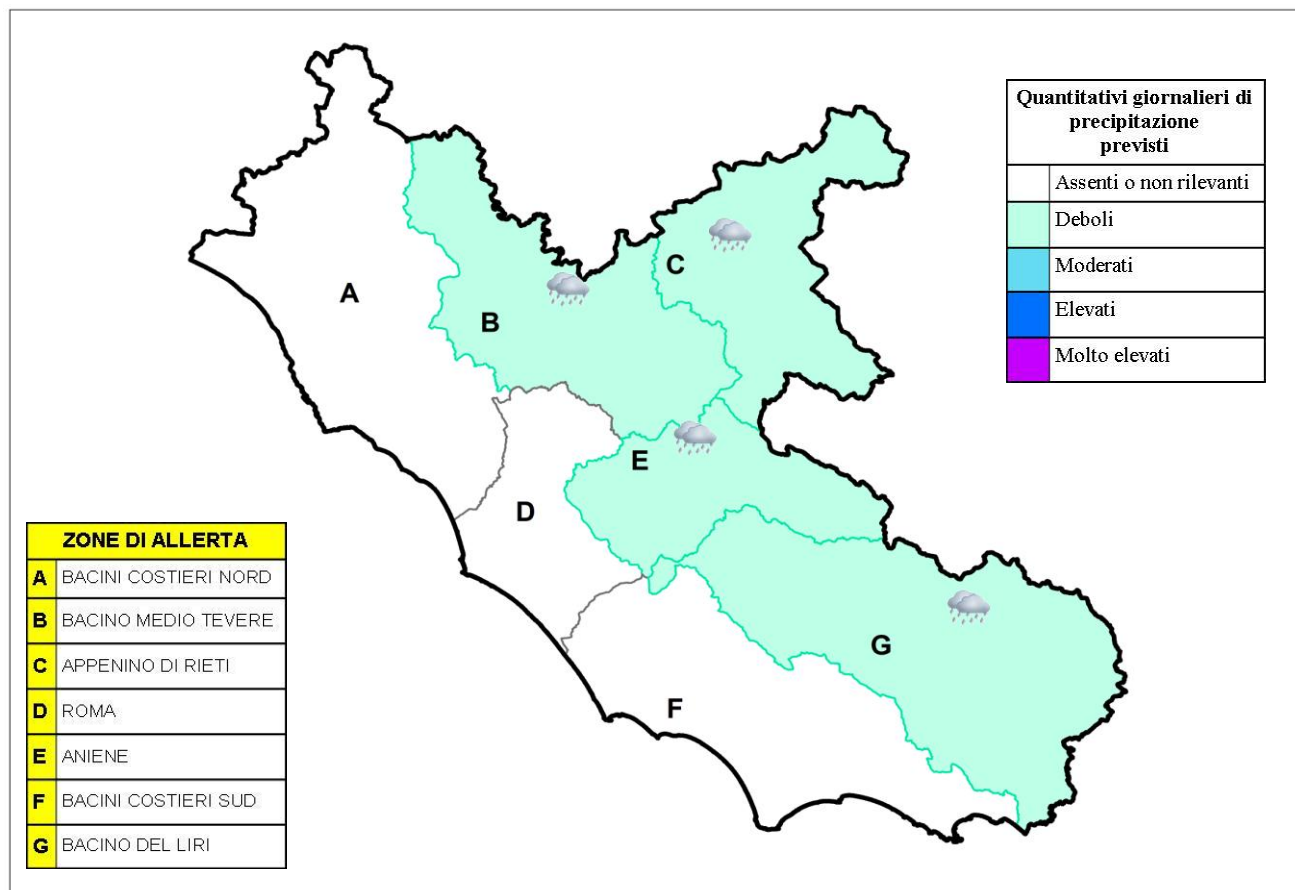 Quantitativi giornalieri di
precipitazione
previsti
Assenti o non rilevanti
Deboli
Moderati
Elevati
Molto elevati
C
A
B
E
D
G
F
ZONE DI ALLERTA
A BACINI COSTIERI NORD
B BACINO MEDIO TEVERE
C APPENINO DI RIETI
D ROMA
E ANIENE
F BACINI COSTIERI SUD
G BACINO DEL LIRI